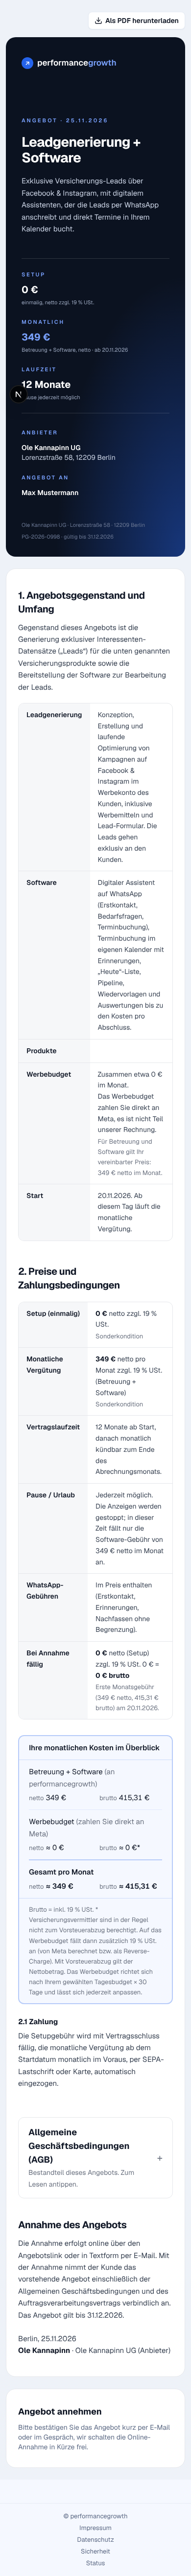 Als PDF herunterladen
performancegrowth
ANGEBOT · 25.11.2026
Leadgenerierung +
Software
Exklusive Versicherungs-Leads über
Facebook & Instagram, mit digitalem
Assistenten, der die Leads per WhatsApp
anschreibt und direkt Termine in Ihrem
Kalender bucht.
SETUP
0 €
einmalig, netto zzgl. 19 % USt.
MONATLICH
349 €
Betreuung + Software, netto · ab 20.11.2026
LAUFZEIT
12 Monate
N
jederzeit möglich
ANBIETER
Ole Kannapinn UG
Lorenzstraße 58, 12209 Berlin
ANGEBOT AN
Max Mustermann
Ole Kannapinn UG · Lorenzstraße 58 · 12209 Berlin
PG-2026-0998 · gültig bis 31.12.2026
1. Angebotsgegenstand und
Umfang
Gegenstand dieses Angebots ist die
Generierung exklusiver Interessenten-
Datensätze („Leads“) für die unten genannten
Versicherungsprodukte sowie die
Bereitstellung der Software zur Bearbeitung
der Leads.
Leadgenerierung
Konzeption,
Erstellung und
laufende
Optimierung von
Kampagnen auf
Facebook &
Instagram im
Werbekonto des
Kunden, inklusive
Werbemitteln und
Lead-Formular. Die
Leads gehen
exklusiv an den
Kunden.
Software
Digitaler Assistent
auf WhatsApp
(Erstkontakt,
Bedarfsfragen,
Terminbuchung),
Terminbuchung im
eigenen Kalender mit
Erinnerungen,
„Heute“-Liste,
Pipeline,
Wiedervorlagen und
Auswertungen bis zu
den Kosten pro
Abschluss.
Produkte
Werbebudget
Zusammen etwa 0 €
im Monat.
Das Werbebudget
zahlen Sie direkt an
Meta, es ist nicht Teil
unserer Rechnung.
Für Betreuung und
Software gilt Ihr
vereinbarter Preis:
349 € netto im Monat.
Start
20.11.2026. Ab
diesem Tag läuft die
monatliche
Vergütung.
2. Preise und
Zahlungsbedingungen
Setup (einmalig)
0 € netto zzgl. 19 %
USt.
Sonderkondition
Monatliche
Vergütung
349 € netto pro
Monat zzgl. 19 % USt.
(Betreuung +
Software)
Sonderkondition
Vertragslaufzeit
12 Monate ab Start,
danach monatlich
kündbar zum Ende
des
Abrechnungsmonats.
Pause / Urlaub
Jederzeit möglich.
Die Anzeigen werden
gestoppt; in dieser
Zeit fällt nur die
Software-Gebühr von
349 € netto im Monat
an.
WhatsApp-
Gebühren
Im Preis enthalten
(Erstkontakt,
Erinnerungen,
Nachfassen ohne
Begrenzung).
Bei Annahme
fällig
0 € netto (Setup)
zzgl. 19 % USt. 0 € =
0 € brutto
Erste Monatsgebühr
(349 € netto, 415,31 €
brutto) am 20.11.2026.
Ihre monatlichen Kosten im Überblick
Betreuung + Software (an
performancegrowth)
netto 349 € brutto 415,31 €
Werbebudget (zahlen Sie direkt an
Meta)
netto ≈ 0 € brutto ≈ 0 €*
Gesamt pro Monat
netto ≈ 349 € brutto ≈ 415,31 €
Brutto = inkl. 19 % USt. *
Versicherungsvermittler sind in der Regel
nicht zum Vorsteuerabzug berechtigt. Auf das
Werbebudget fällt dann zusätzlich 19 % USt.
an (von Meta berechnet bzw. als Reverse-
Charge). Mit Vorsteuerabzug gilt der
Nettobetrag. Das Werbebudget richtet sich
nach Ihrem gewählten Tagesbudget × 30
Tage und lässt sich jederzeit anpassen.
2.1 Zahlung
Die Setupgebühr wird mit Vertragsschluss
fällig, die monatliche Vergütung ab dem
Startdatum monatlich im Voraus, per SEPA-
Lastschrift oder Karte, automatisch
eingezogen.
Allgemeine
Geschäftsbedingungen
(AGB)
+
Bestandteil dieses Angebots. Zum
Lesen antippen.
Annahme des Angebots
Die Annahme erfolgt online über den
Angebotslink oder in Textform per E-Mail. Mit
der Annahme nimmt der Kunde das
vorstehende Angebot einschließlich der
Allgemeinen Geschäftsbedingungen und des
Auftragsverarbeitungsvertrags verbindlich an.
Das Angebot gilt bis 31.12.2026.
Berlin, 25.11.2026
Ole Kannapinn · Ole Kannapinn UG (Anbieter)
Angebot annehmen
Bitte bestätigen Sie das Angebot kurz per E-Mail
oder im Gespräch, wir schalten die Online-
Annahme in Kürze frei.
© performancegrowth
Impressum
Datenschutz
Sicherheit
Status